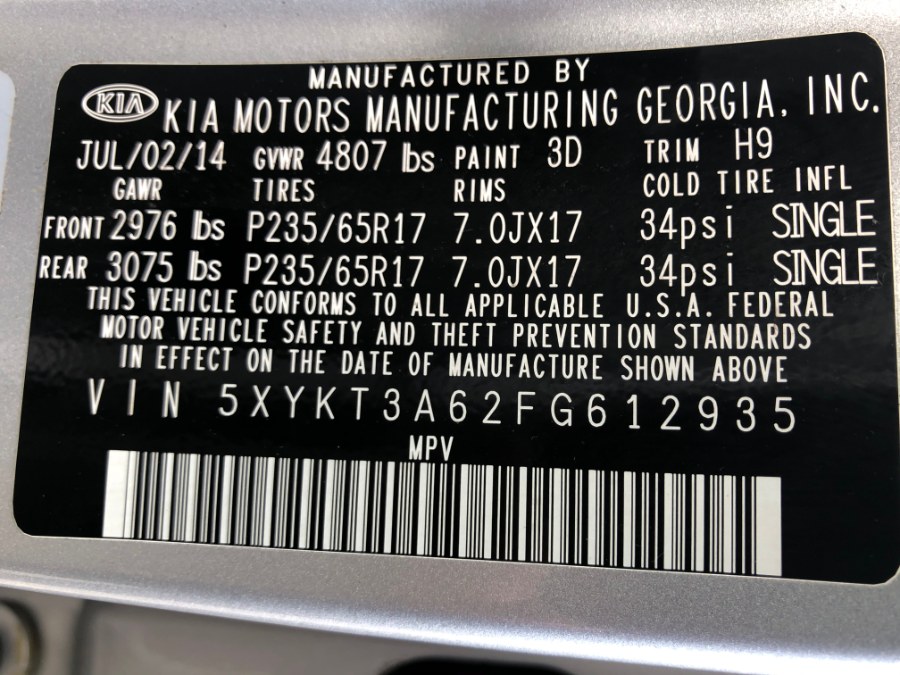 MANUFACTURED BY
KIA KIA MOTORS MANUFACTURING GEORGIA, INC.
JUL/02/14 GVWR 4807 lbs PAINT 3D TRIM H9
GAWR TIRES RIMS COLD TIRE INFL
FRONT 2976 lbs P235/65R17 7.0JX17 34psi SINGLE
REAR 3075 lbs P235/65R17 7.0JX17 34psi SINGLE
THIS VEHICLE CONFORMS TO ALL APPLICABLE U.S.A. FEDERAL
MOTOR VEHICLE SAFETY AND THEFT PREVENTION STANDARDS
IN EFFECT ON THE DATE OF MANUFACTURE SHOWN ABOVE
VIN 5XYKT3A62FG612935
MPV